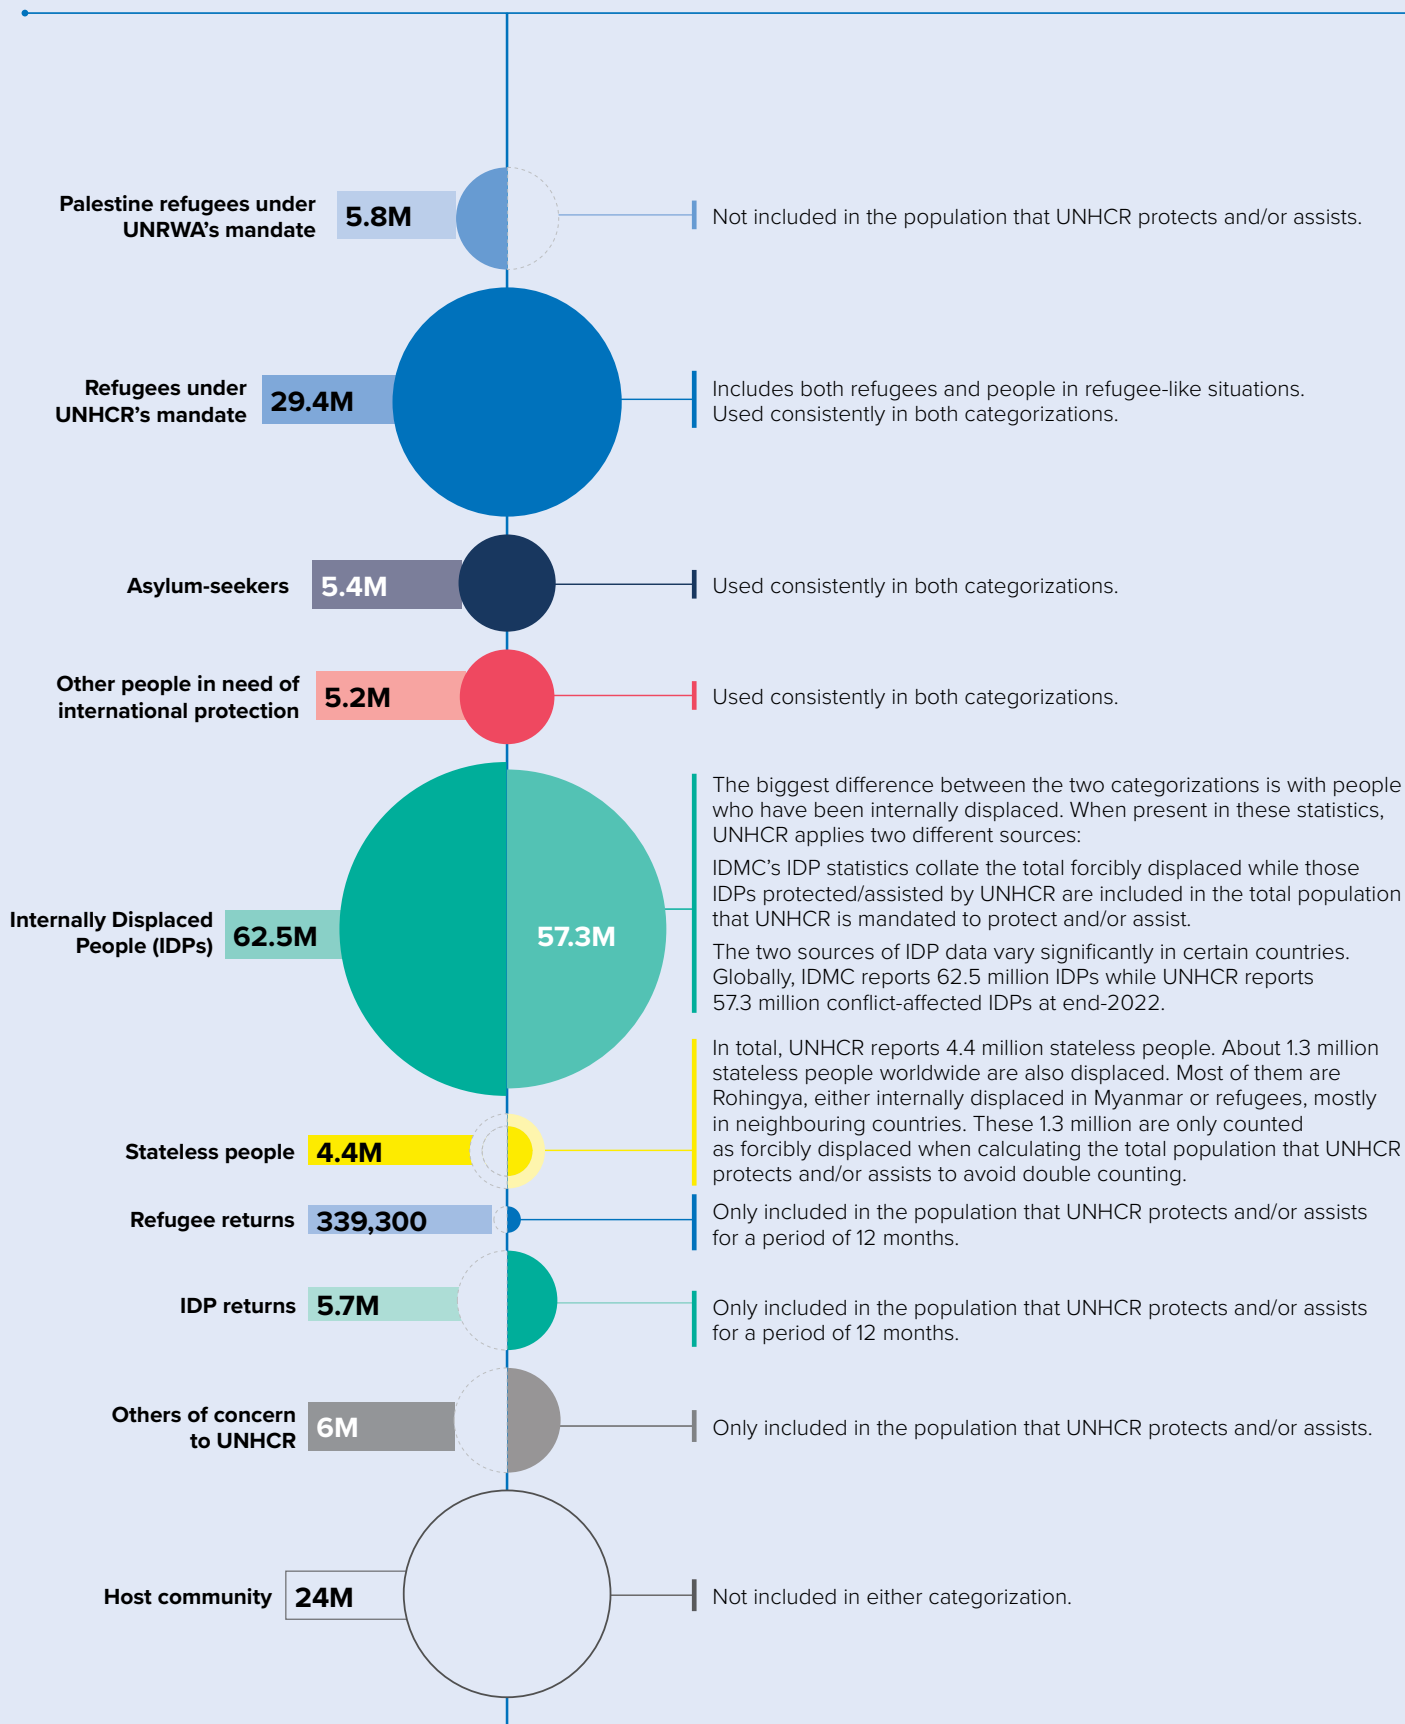 Palestine refugees under
UNRWA’s mandate
5.8M
Not included in the population that UNHCR protects and/or assists.
Refugees under
UNHCR’s mandate
29.4M
Includes both refugees and people in refugee-like situations.
Used consistently in both categorizations.
Asylum-seekers
5.4M
Used consistently in both categorizations.
Other people in need of
international protection
5.2M
Used consistently in both categorizations.
Internally Displaced
People (IDPs)
62.5M
57.3M
The biggest difference between the two categorizations is with people
who have been internally displaced. When present in these statistics,
UNHCR applies two different sources:
IDMC’s IDP statistics collate the total forcibly displaced while those
IDPs protected/assisted by UNHCR are included in the total population
that UNHCR is mandated to protect and/or assist.
The two sources of IDP data vary significantly in certain countries.
Globally, IDMC reports 62.5 million IDPs while UNHCR reports
57.3 million conflict-affected IDPs at end-2022.
Stateless people
4.4M
In total, UNHCR reports 4.4 million stateless people. About 1.3 million
stateless people worldwide are also displaced. Most of them are
Rohingya, either internally displaced in Myanmar or refugees, mostly
in neighbouring countries. These 1.3 million are only counted
as forcibly displaced when calculating the total population that UNHCR
protects and/or assists to avoid double counting.
Refugee returns
339,300
Only included in the population that UNHCR protects and/or assists
for a period of 12 months.
IDP returns
5.7M
Only included in the population that UNHCR protects and/or assists
for a period of 12 months.
Others of concern
to UNHCR
6M
Only included in the population that UNHCR protects and/or assists.
Host community
24M
Not included in either categorization.